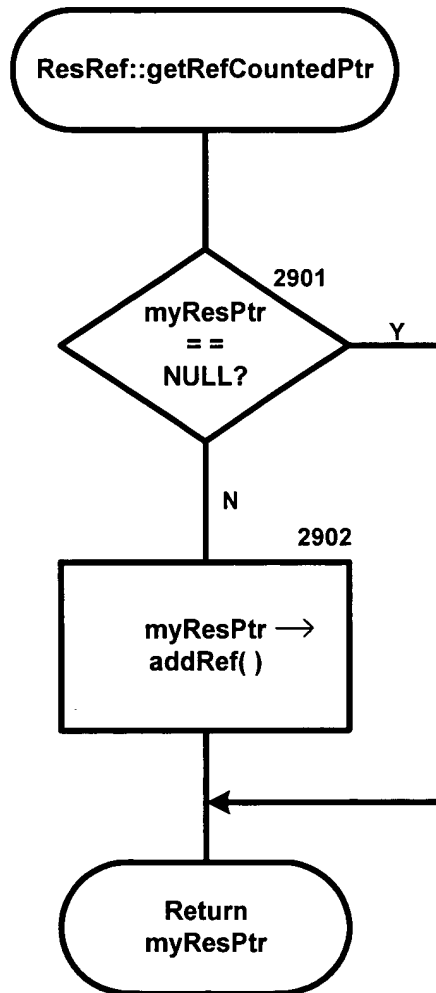 ResRef::getRefCountedPtr
2901
myResPtr
= =
NULL?
Y
N
2902
myResPtr →
addRef( )
Return
myResPtr